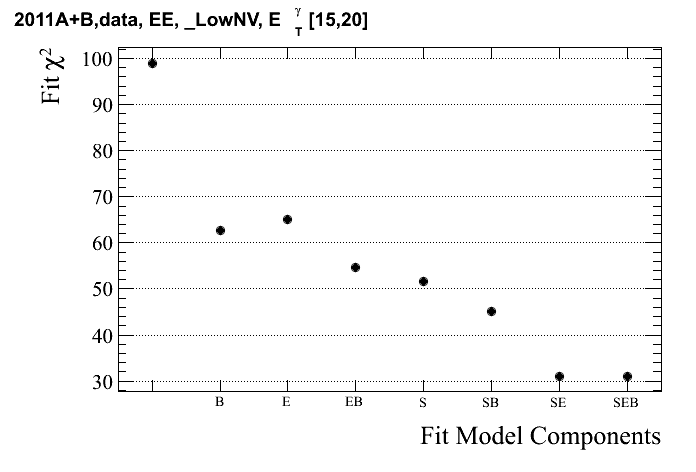 2011A+B,data, EE, _LowNV, E γ T [15,20]
Fit χ²
100
90
80
70
60
50
40
30
B E EB S SB SE SEB
Fit Model Components